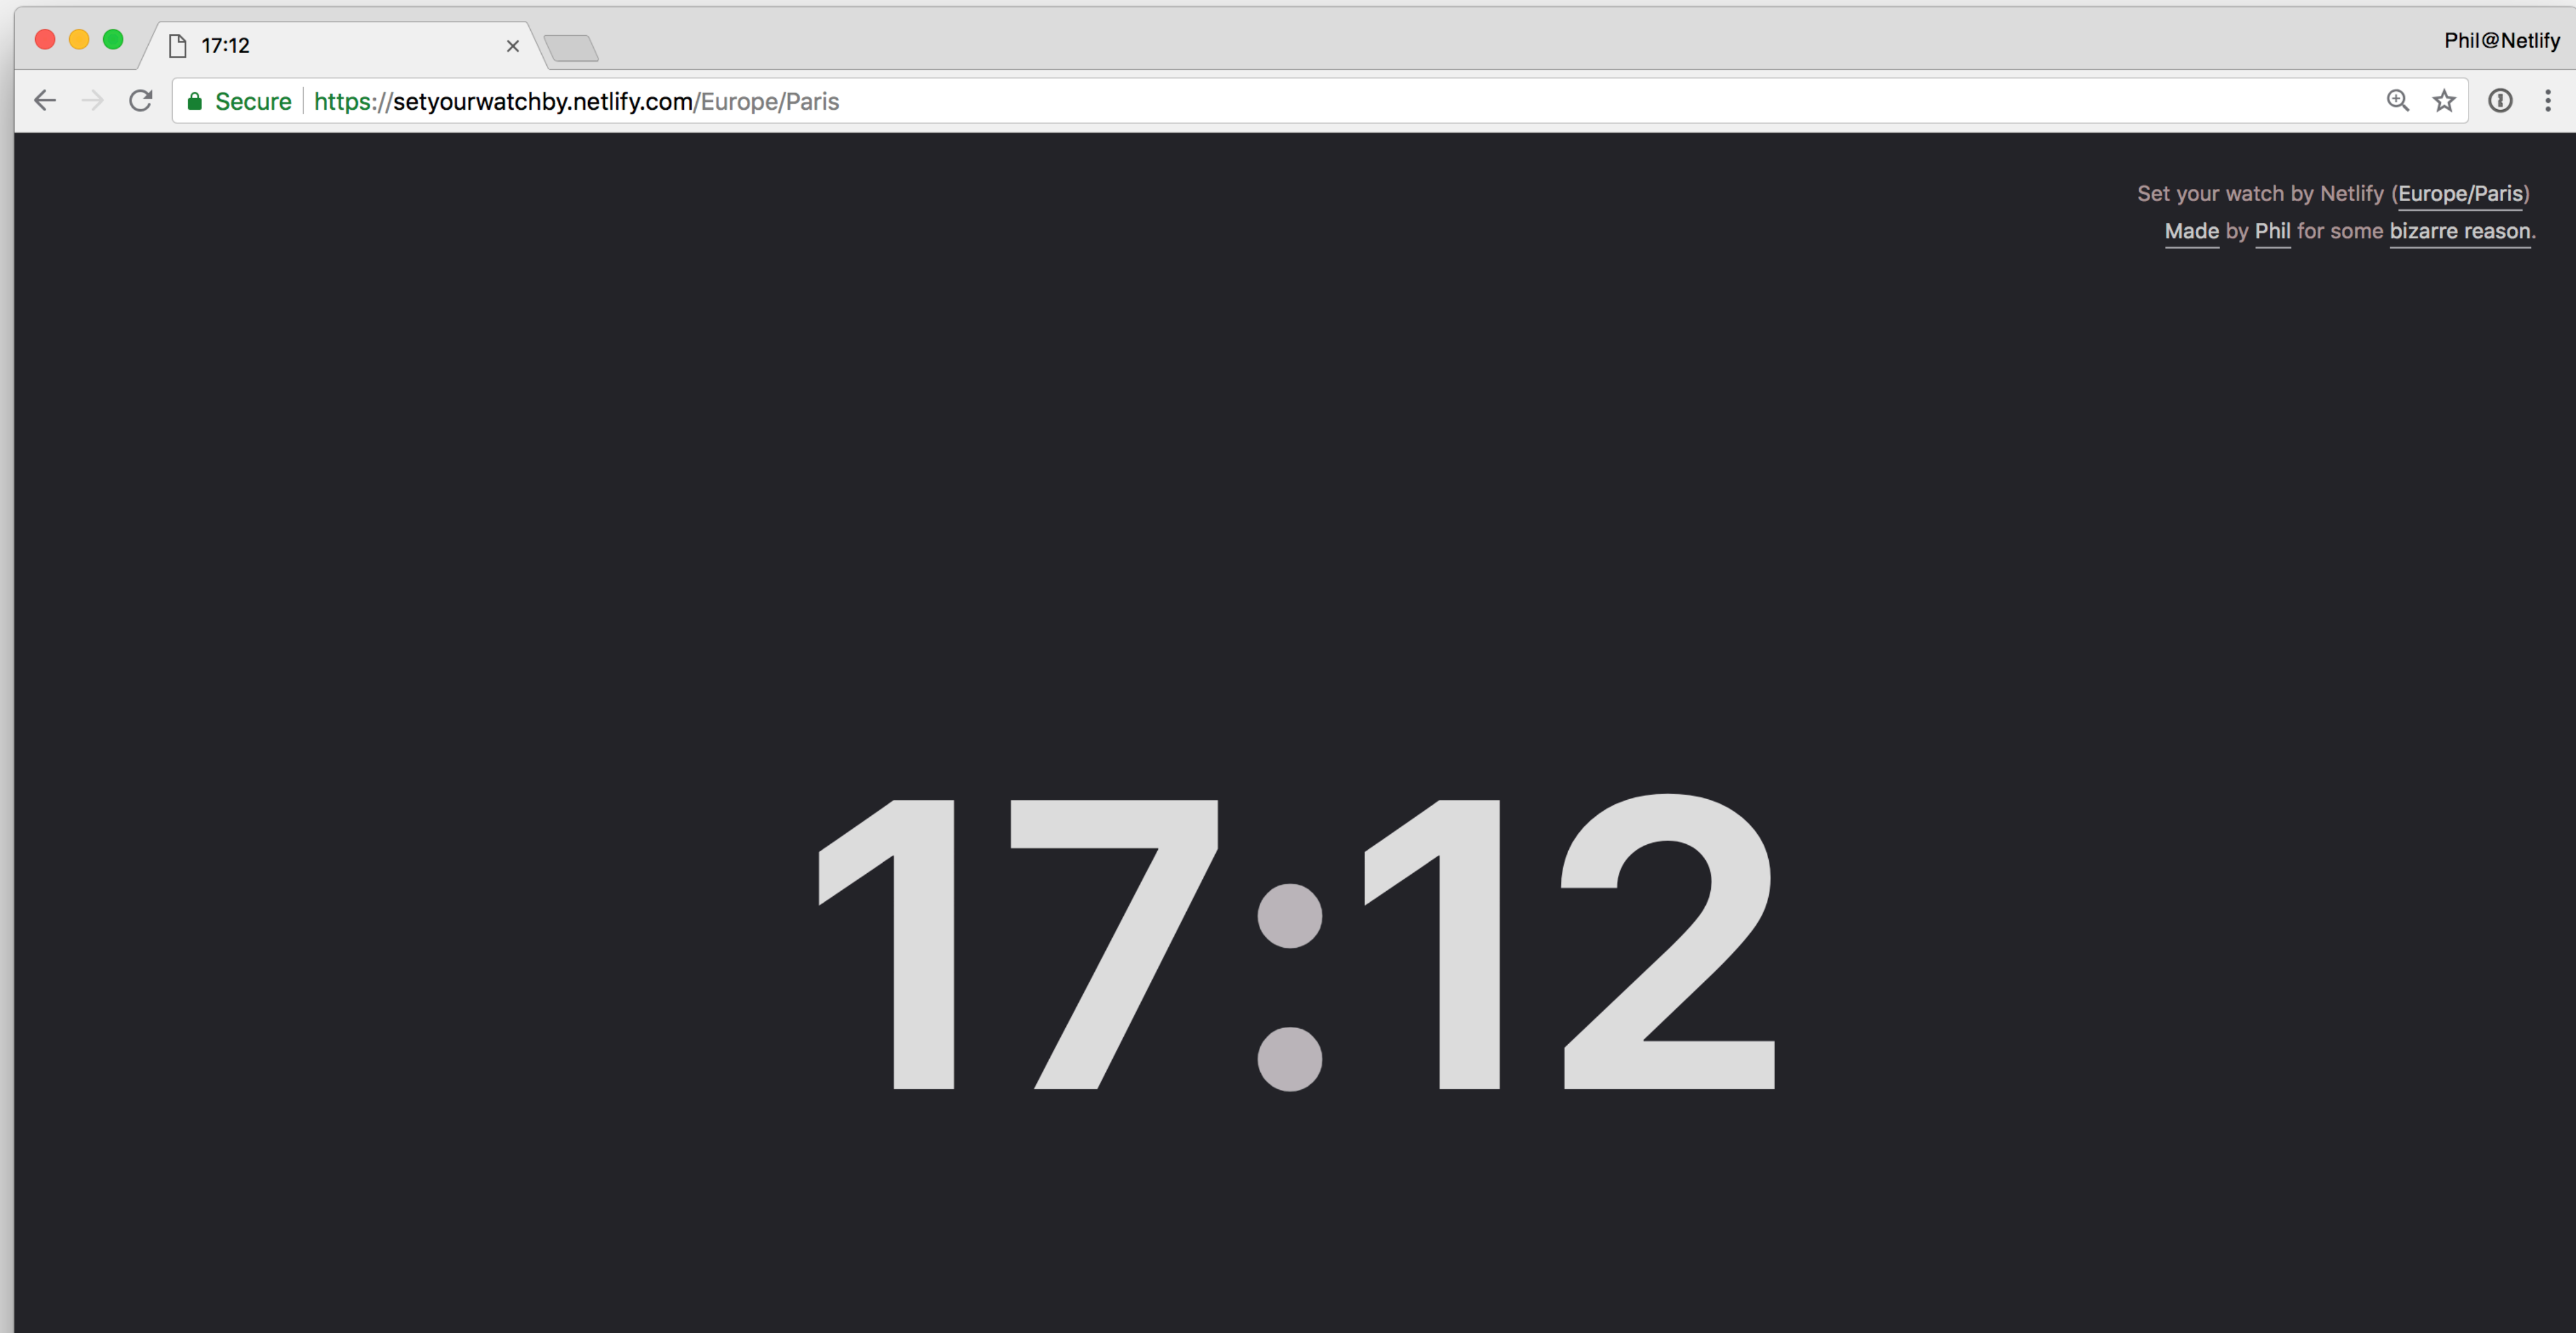 17:12
Phil@Netlify
Secure https://setyourwatchby.netlify.com/Europe/Paris
Set your watch by Netlify (Europe/Paris)
Made by Phil for some bizarre reason.
17:12